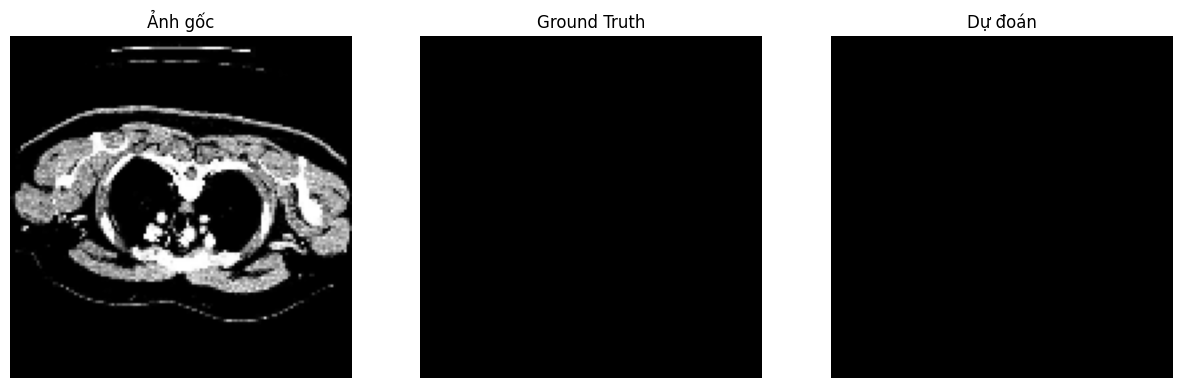 Ảnh gốc
Ground Truth
Dự đoán